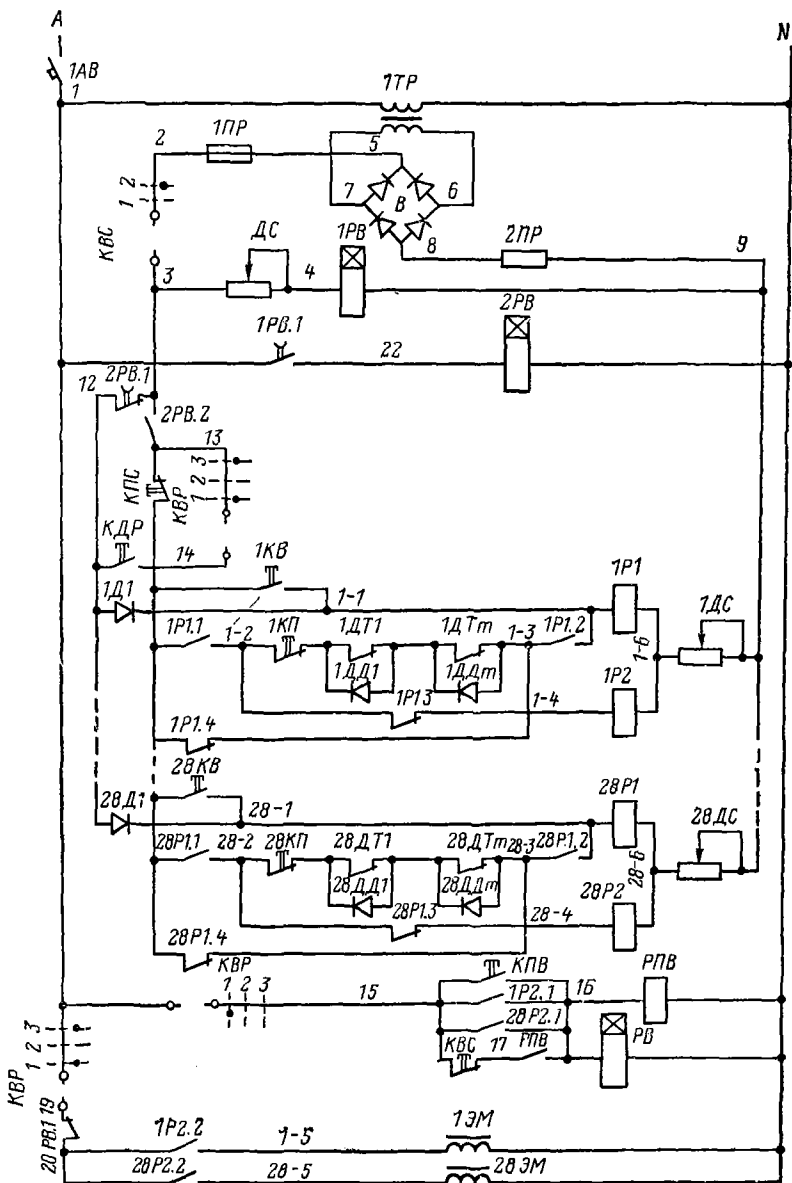 А
N
1АВ
1
1ТР
2
1ПР
5
1 2
7
В
6
КВС
ДС
1РВ
8
2ПР
9
3
4
2РВ
1РВ.1
22
12
2РВ.1
2РВ.2
13
КПС
КВР
1 2 3
КДР
14
1КВ
1Д1
1-1
1Р1
1ДС
1Р1.1
1-2
1КП
1ДТ1
1ДТm
1-3
1Р1.2
1-6
1ДД1
1ДДm
1Р2
1Р1.3
1-4
1Р1.4
28КВ
28Д1
28-1
28Р1
28ДС
28Р1.1
28-2
28КП
28ДТ1
28ДТm
28-3
28Р1.2
28-6
28ДД1
28ДДm
28Р2
28Р1.3
28-4
28Р1.4
КВР
КПВ
1 2 3
15
1Р2.1
16
РПВ
28Р2.1
КВР
1 2 3
КВС
17
РПВ
РВ
19
20
РВ.1
1Р2.2
1-5
1ЭМ
28Р2.2
28-5
28ЭМ